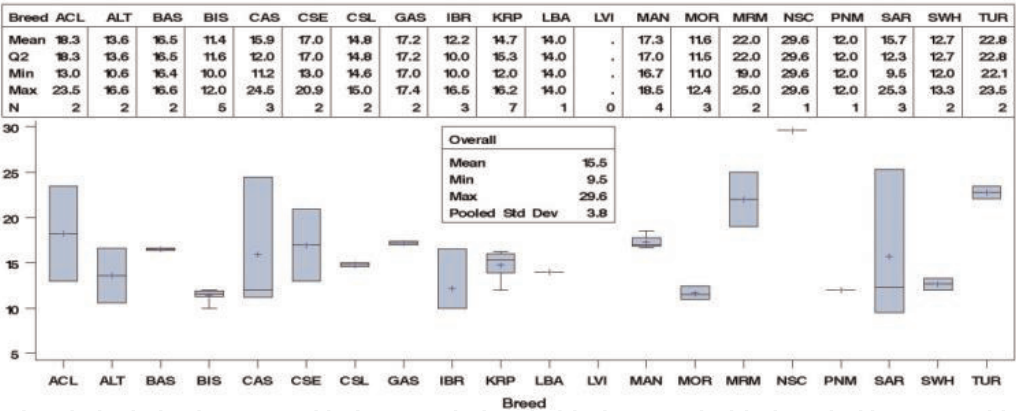 Breed ACL ALT BAS BIS CAS CSE CSL GAS IBR KRP LBA LVI MAN MOR MRM NSC PNM SAR SWH TUR
Mean 18.3 13.6 16.5 11.4 15.9 17.0 14.8 17.2 12.2 14.7 14.0 . 17.3 11.6 22.0 29.6 12.0 15.7 12.7 22.8
Q2 18.3 13.6 16.5 11.6 12.0 17.0 14.8 17.2 10.0 15.3 14.0 . 17.0 11.5 22.0 29.6 12.0 12.3 12.7 22.8
Min 13.0 10.6 16.4 10.0 11.2 13.0 14.6 17.0 10.0 12.0 14.0 . 16.7 11.0 19.0 29.6 12.0 9.5 12.0 22.1
Max 23.5 16.6 16.6 12.0 24.5 20.9 15.0 17.4 16.5 16.2 14.0 . 18.5 12.4 25.0 29.6 12.0 25.3 13.3 23.5
N 2 2 2 5 3 2 2 2 3 7 1 0 4 3 2 1 1 3 2 2
30
Overall
Mean 15.5
Min 9.5
Max 29.6
Pooled Std Dev 3.8
25
20
15
10
5
ACL ALT BAS BIS CAS CSE CSL GAS IBR KRP LBA LVI MAN MOR MRM NSC PNM SAR SWH TUR
Breed